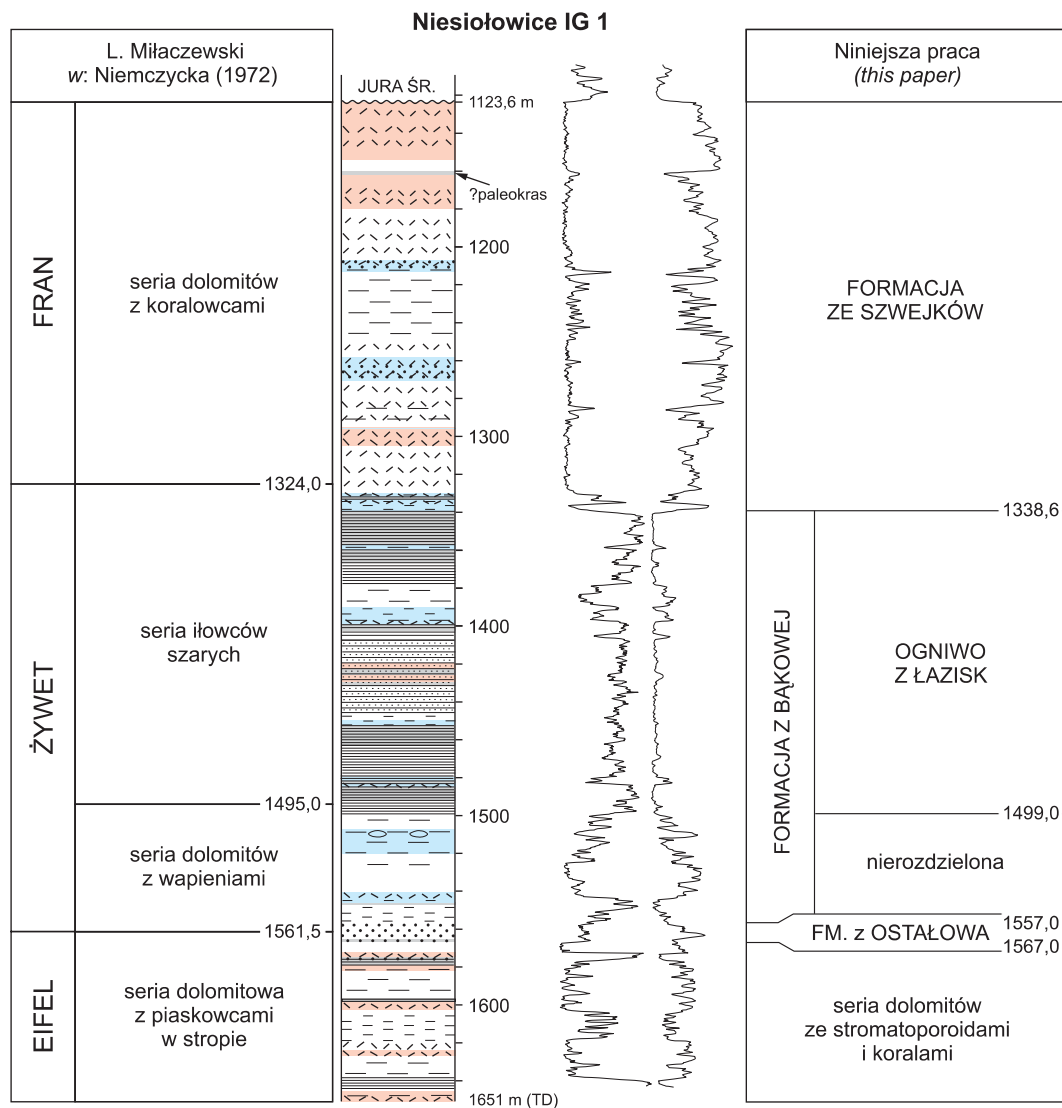 Niesiołowice IG 1
L. Miłaczewski
w: Niemczycka (1972)
FRAN
seria dolomitów
z koralowcami
1324,0
ŻYWET
seria iłowców
szarych
1495,0
seria dolomitów
z wapieniami
1561,5
EIFEL
seria dolomitowa
z piaskowcami
w stropie
JURA ŚR.
1123,6 m
?paleokras
1200
1300
1400
1500
1600
1651 m (TD)
Niniejsza praca
(this paper)
FORMACJA
ZE SZWEJKÓW
1338,6
FORMACJA Z BĄKOWEJ
OGNIWO
Z ŁAZISK
1499,0
nierozdzielona
1557,0
FM. z OSTAŁOWA
1567,0
seria dolomitów
ze stromatoporoidami
i koralami